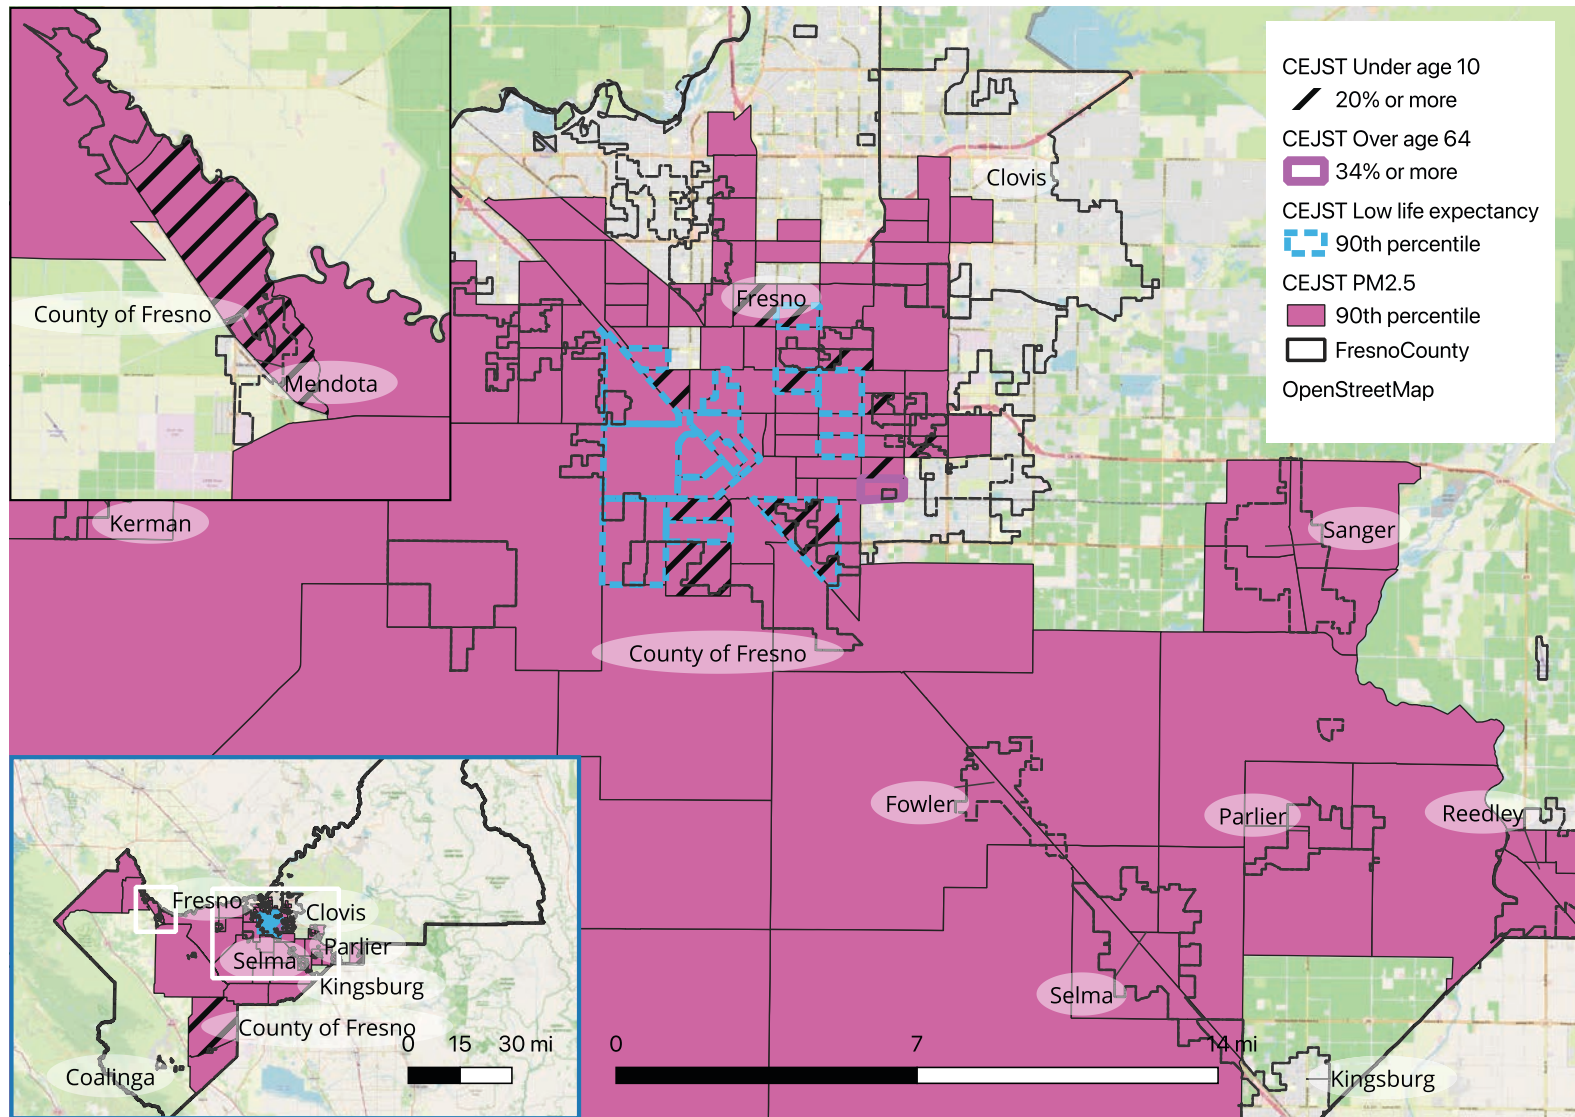 CEJST Under age 10
20% or more
CEJST Over age 64
34% or more
CEJST Low life expectancy
90th percentile
CEJST PM2.5
90th percentile
FresnoCounty
OpenStreetMap
Clovis
Fresno
County of Fresno
Mendota
Kerman
Sanger
County of Fresno
Fowler
Parlier
Reedley
Selma
Kingsburg
0 7 14 mi
Fresno
Clovis
Parlier
Selma
Kingsburg
County of Fresno
Coalinga
0 15 30 mi